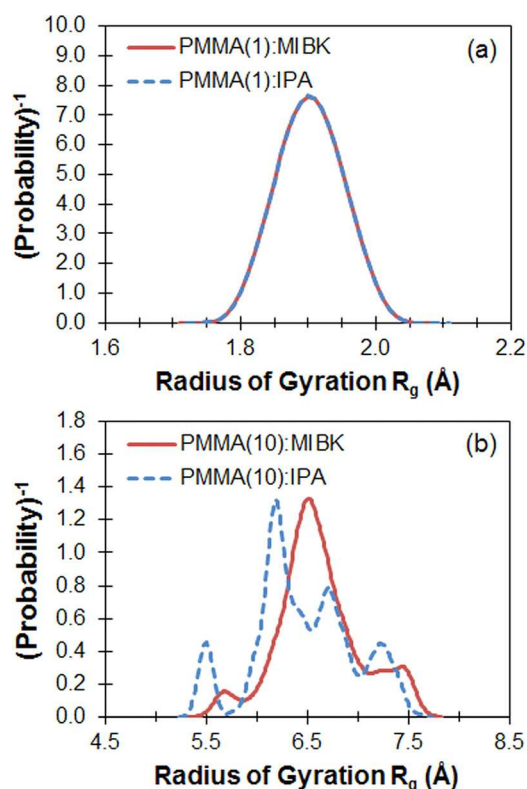 (a)
PMMA(1):MIBK
PMMA(1):IPA
10.0
9.0
8.0
7.0
6.0
5.0
4.0
3.0
2.0
1.0
0.0
(Probability)-1
1.6 1.8 2.0 2.2
Radius of Gyration Rg (Å)
(b)
PMMA(10):MIBK
PMMA(10):IPA
1.8
1.6
1.4
1.2
1.0
0.8
0.6
0.4
0.2
0.0
(Probability)-1
4.5 5.5 6.5 7.5 8.5
Radius of Gyration Rg (Å)